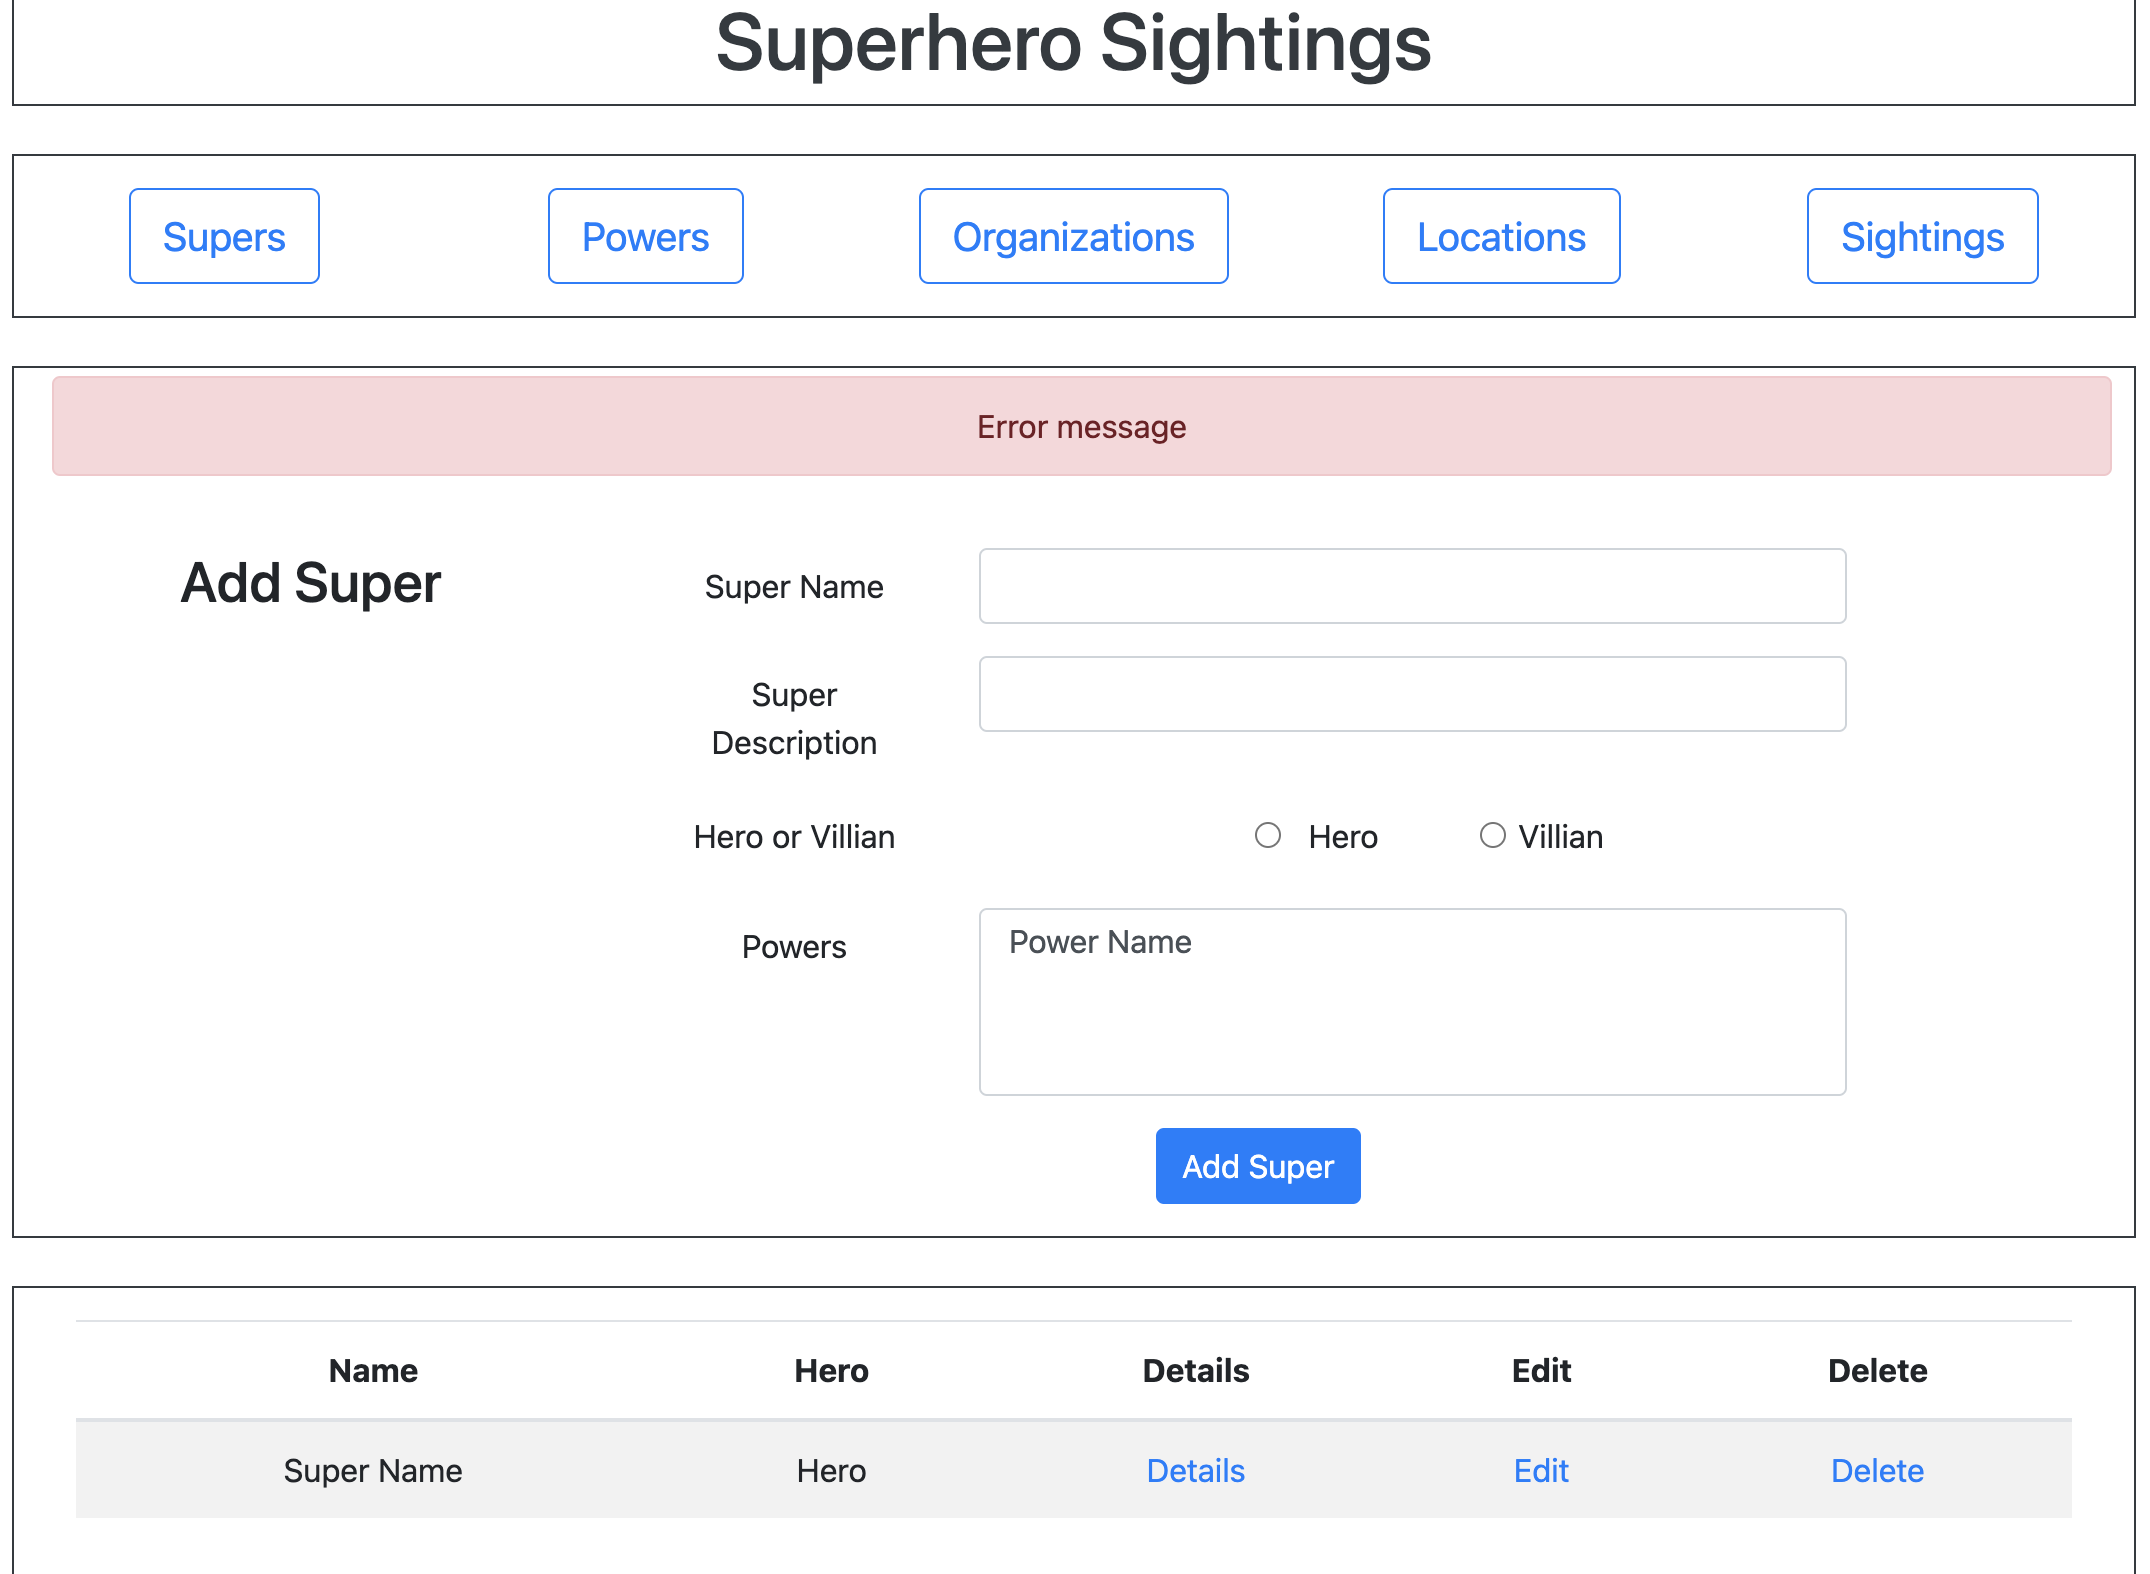 Superhero Sightings
Supers Powers Organizations Locations Sightings
Error message
Add Super
Super Name
Super
Description
Hero or Villian Hero Villian
Powers Power Name
Add Super
Name Hero Details Edit Delete
Super Name Hero Details Edit Delete